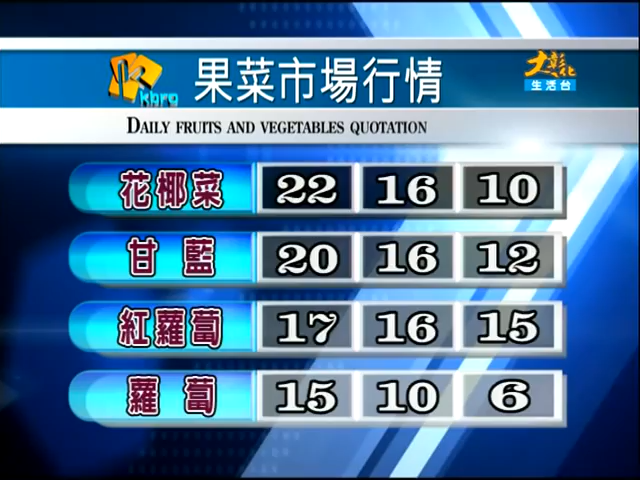 kbro
果菜市場行情
大彰化
生活台
DAILY FRUITS AND VEGETABLES QUOTATION
花椰菜 22 16 10
甘藍 20 16 12
紅蘿蔔 17 16 15
蘿蔔 15 10 6